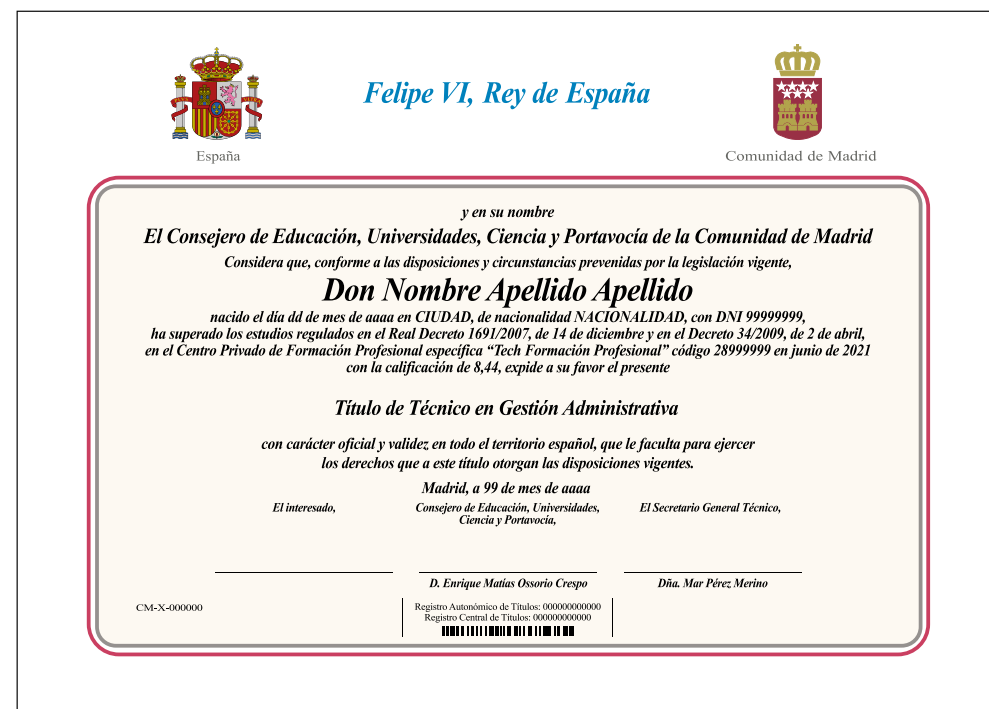 Felipe VI, Rey de España
España
Comunidad de Madrid
y en su nombre
El Consejero de Educación, Universidades, Ciencia y Portavocía de la Comunidad de Madrid
Considera que, conforme a las disposiciones y circunstancias prevenidas por la legislación vigente,
Don Nombre Apellido Apellido
nacido el día dd de mes de aaaa en CIUDAD, de nacionalidad NACIONALIDAD, con DNI 99999999,
ha superado los estudios regulados en el Real Decreto 1691/2007, de 14 de diciembre y en el Decreto 34/2009, de 2 de abril,
en el Centro Privado de Formación Profesional específica “Tech Formación Profesional” código 28999999 en junio de 2021
con la calificación de 8,44, expide a su favor el presente
Título de Técnico en Gestión Administrativa
con carácter oficial y validez en todo el territorio español, que le faculta para ejercer
los derechos que a este título otorgan las disposiciones vigentes.
Madrid, a 99 de mes de aaaa
El interesado,
Consejero de Educación, Universidades,
Ciencia y Portavocía,
El Secretario General Técnico,
D. Enrique Matías Ossorio Crespo
Dña. Mar Pérez Merino
CM-X-000000
Registro Autonómico de Títulos: 000000000000
Registro Central de Títulos: 000000000000